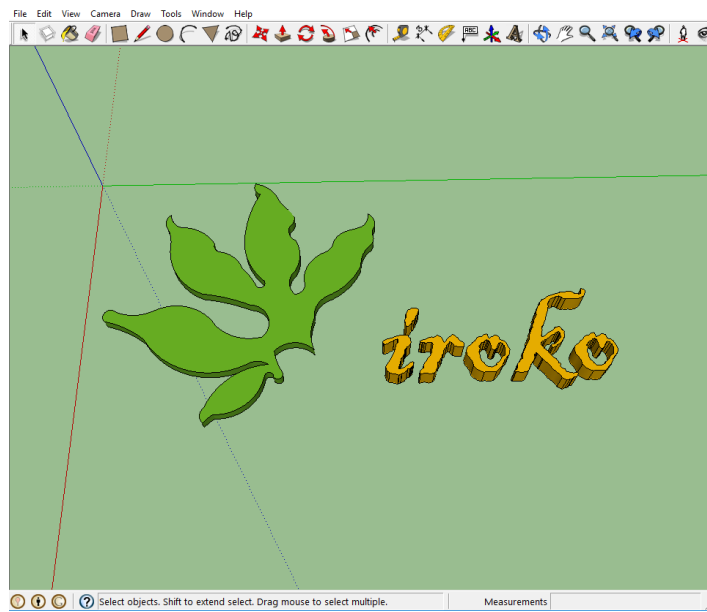 File Edit View Camera Draw Tools Window Help
ABC
iroko
Select objects. Shift to extend select. Drag mouse to select multiple. Measurements